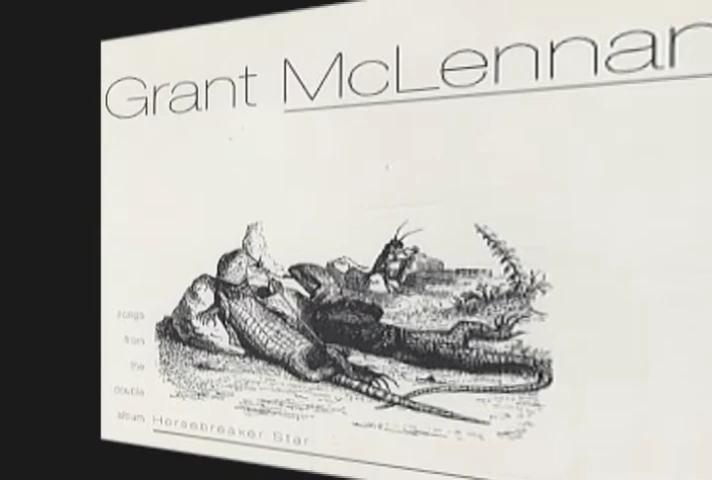 Grant McLennan
songs
from
the
double
album Horsebreaker Star